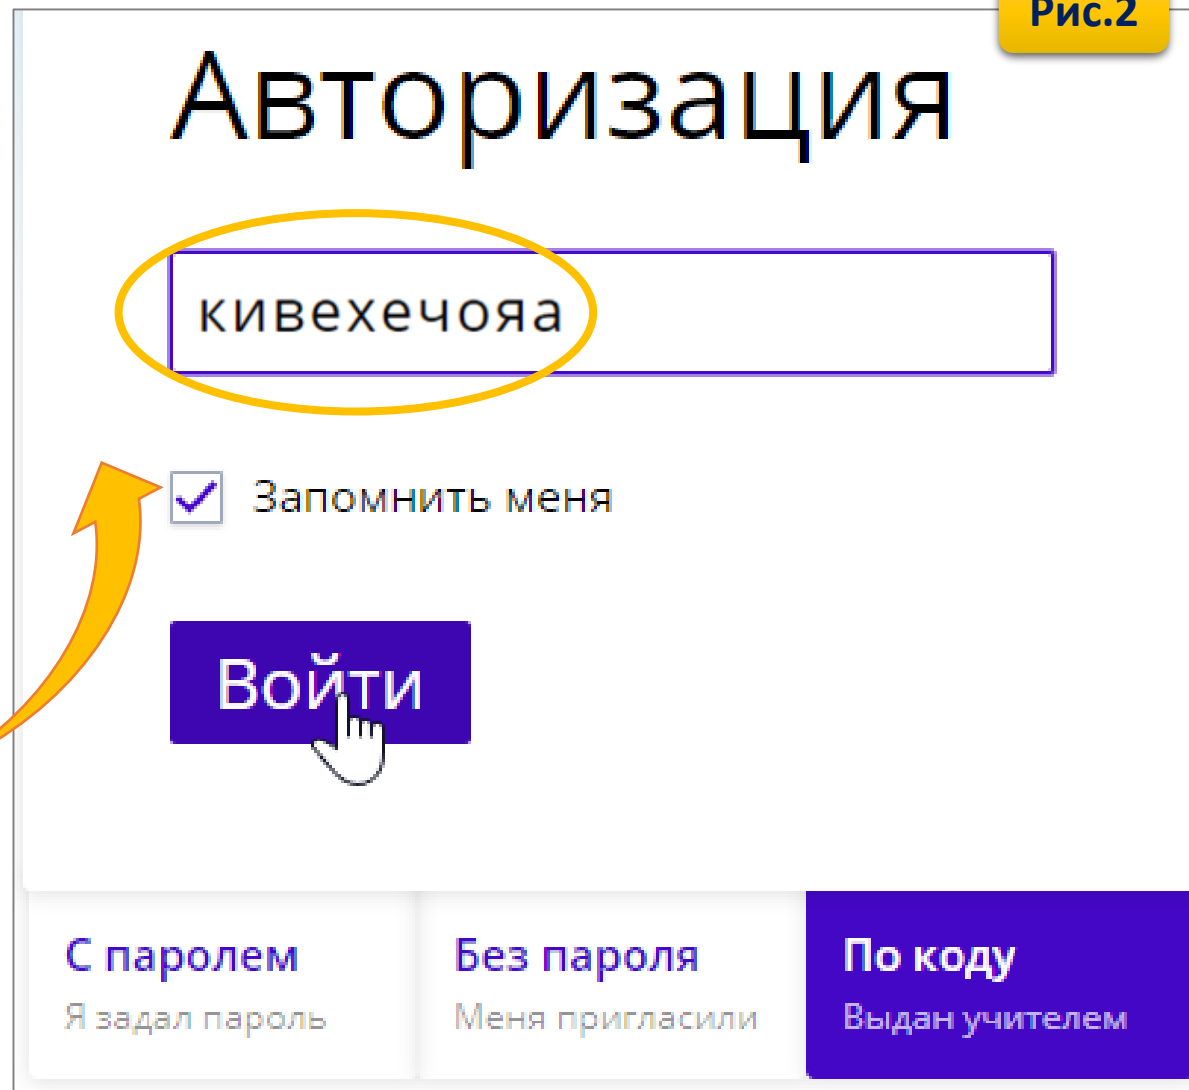 Рис.2
Авторизация
кивехечояа
Запомнить меня
Войти
С паролем
Я задал пароль
Без пароля
Меня пригласили
По коду
Выдан учителем